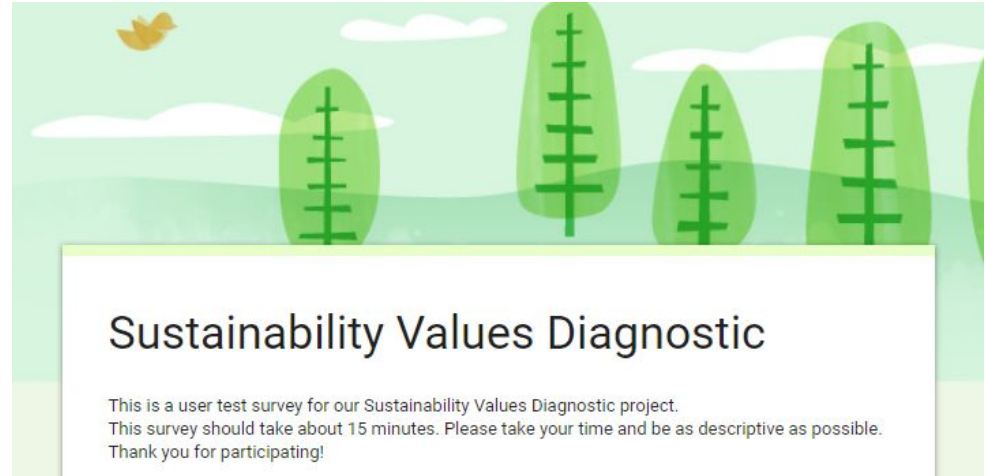 Sustainability Values Diagnostic
This is a user test survey for our Sustainability Values Diagnostic project.
This survey should take about 15 minutes. Please take your time and be as descriptive as possible.
Thank you for participating!